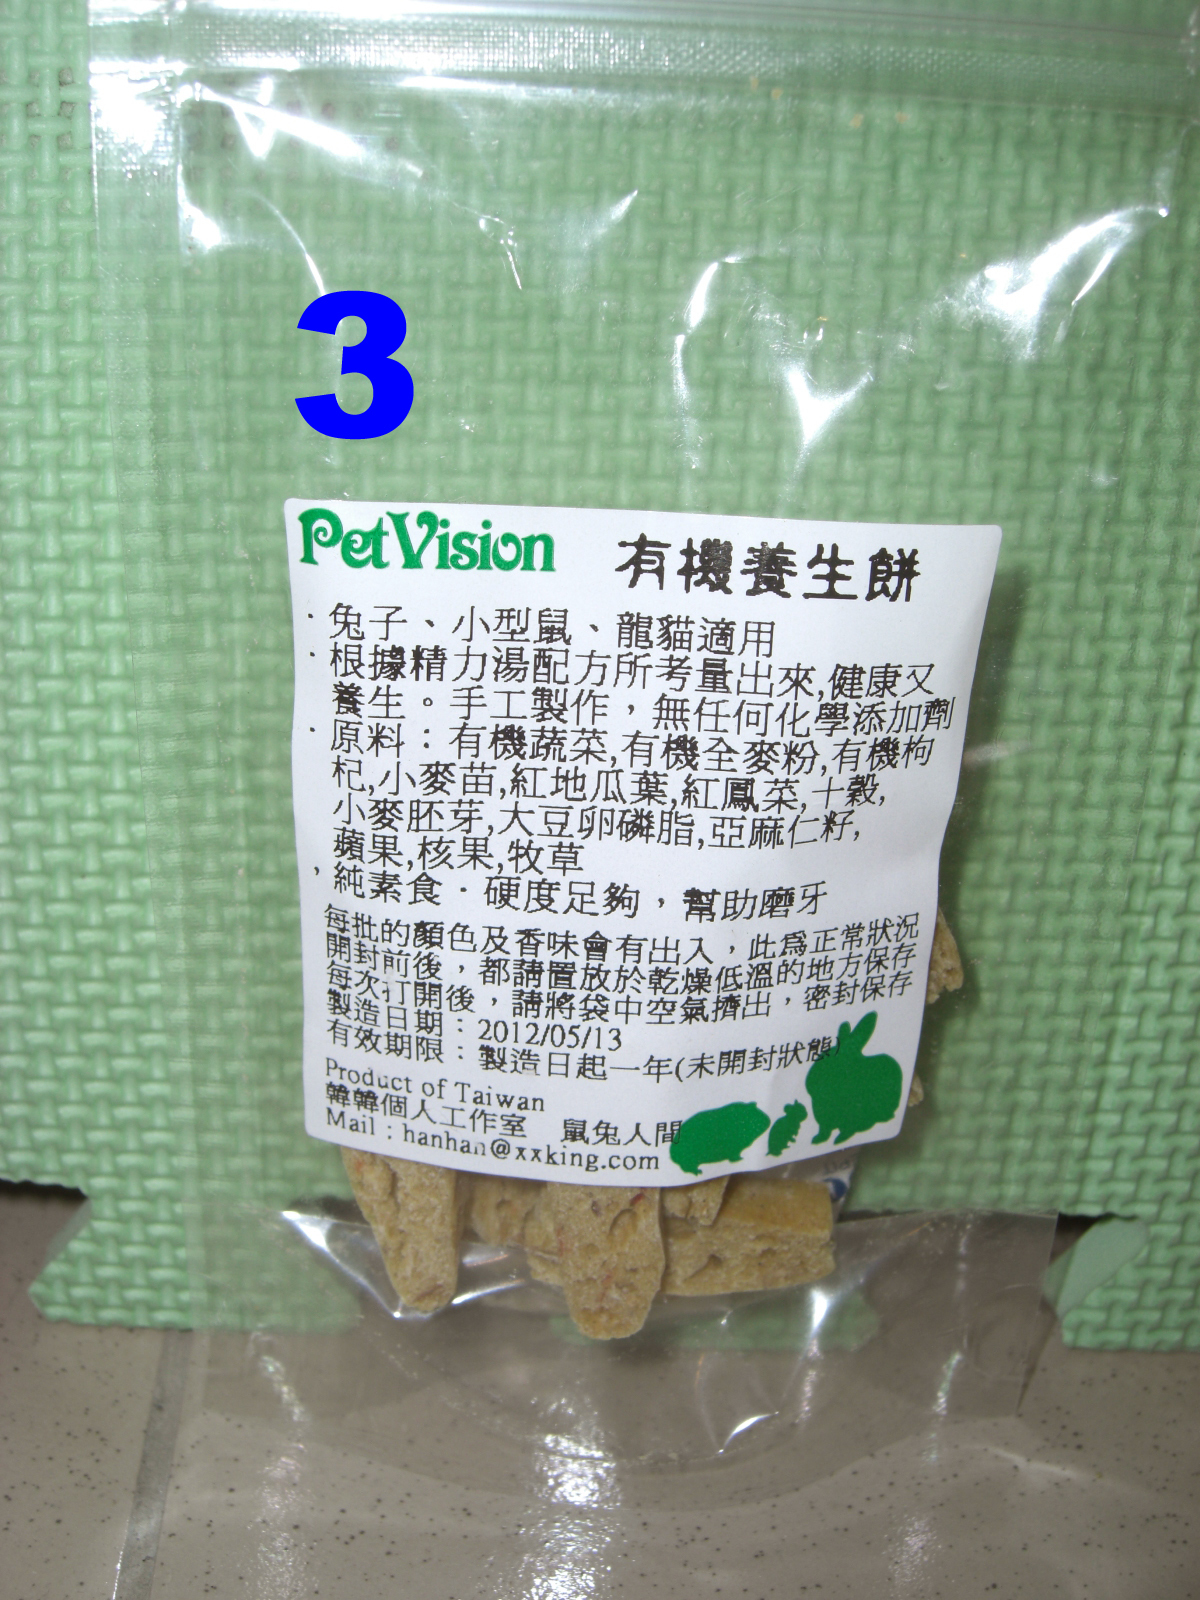 3
PetVision 有機養生餅
·兔子、小型鼠、龍貓適用
·根據精力湯配方所考量出來,健康又
養生。手工製作，無任何化學添加劑
·原料：有機蔬菜,有機全麥粉,有機枸
杞,小麥苗,紅地瓜葉,紅鳳菜,十穀,
小麥胚芽,大豆卵磷脂,亞麻仁籽,
蘋果,核果,牧草
,純素食·硬度足夠，幫助磨牙
每批的顏色及香味會有出入，此為正常狀況
開封前後，都請置放於乾燥低溫的地方保存
每次打開後，請將袋中空氣擠出，密封保存
製造日期：2012/05/13
有效期限：製造日起一年(未開封狀態)
Product of Taiwan
韓韓個人工作室 鼠兔人間
Mail：hanhan@xxking.com